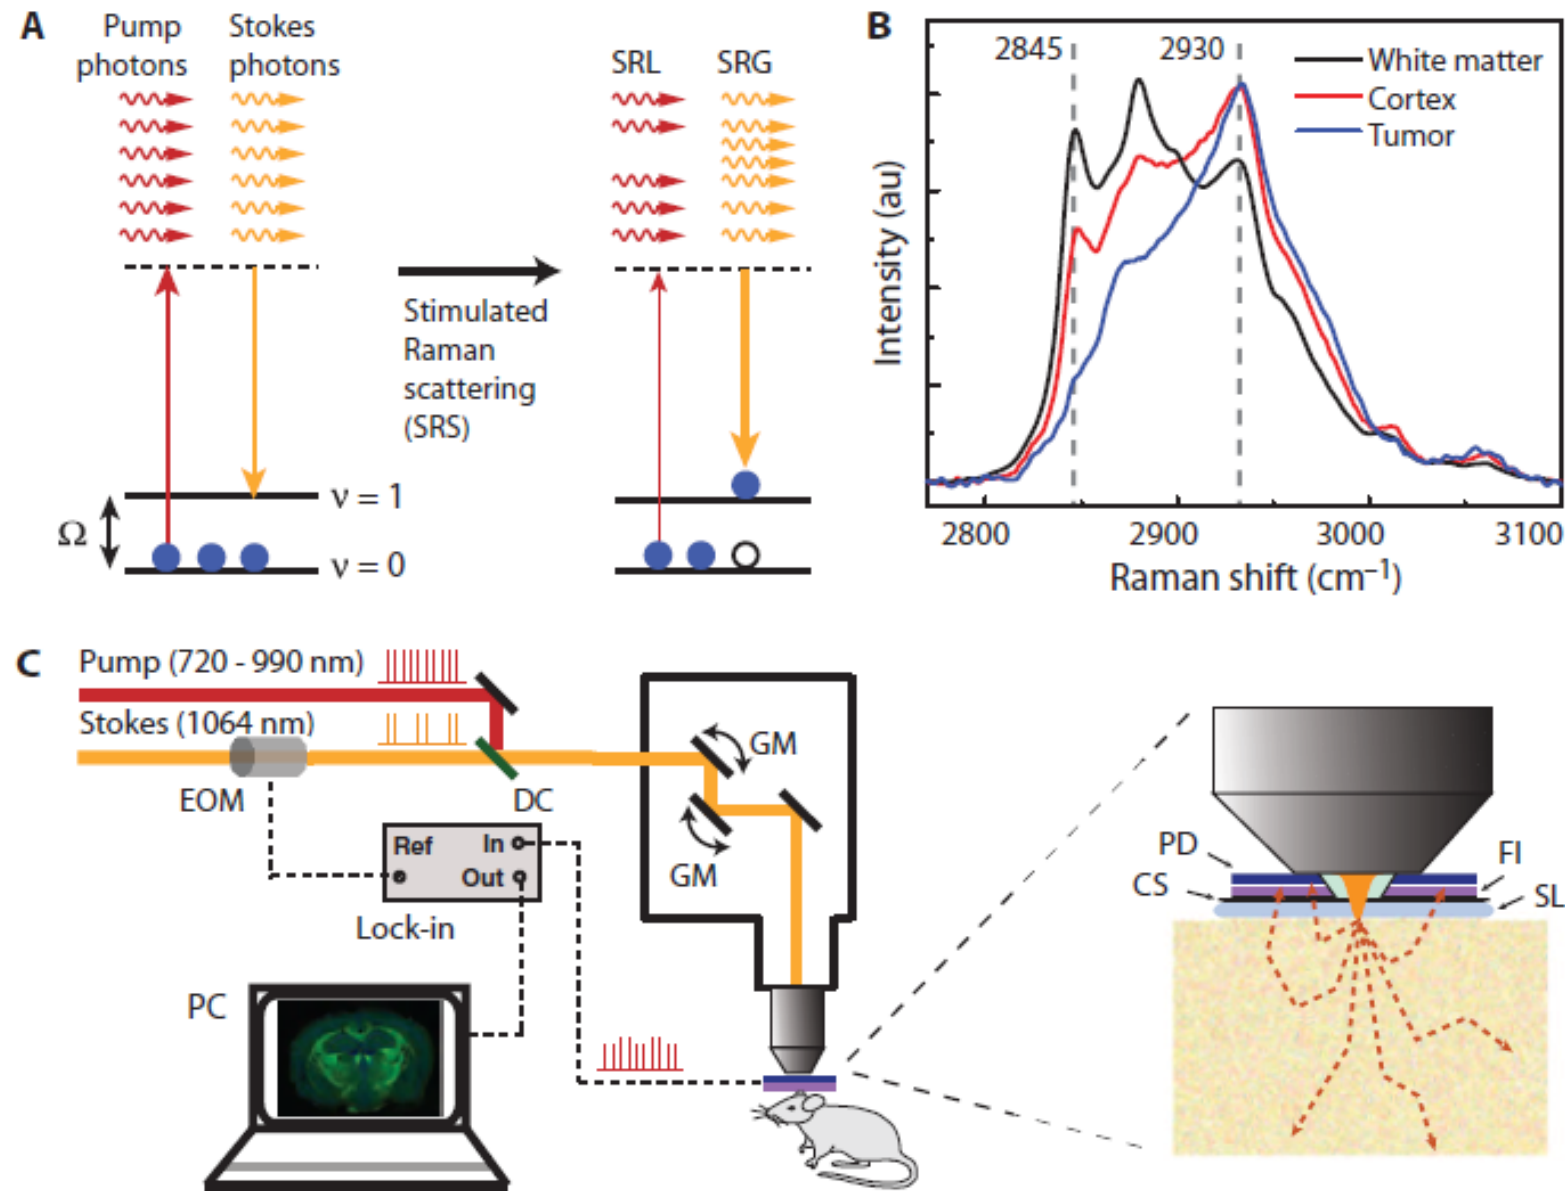 A
Pump
photons
Stokes
photons
SRL
SRG
Stimulated
Raman
scattering
(SRS)
ν = 1
Ω
ν = 0
B
2845
2930
White matter
Cortex
Tumor
Intensity (au)
2800
2900
3000
3100
Raman shift (cm⁻¹)
C
Pump (720 - 990 nm)
Stokes (1064 nm)
EOM
DC
GM
GM
Ref
In
Out
Lock-in
PC
PD
CS
FI
SL